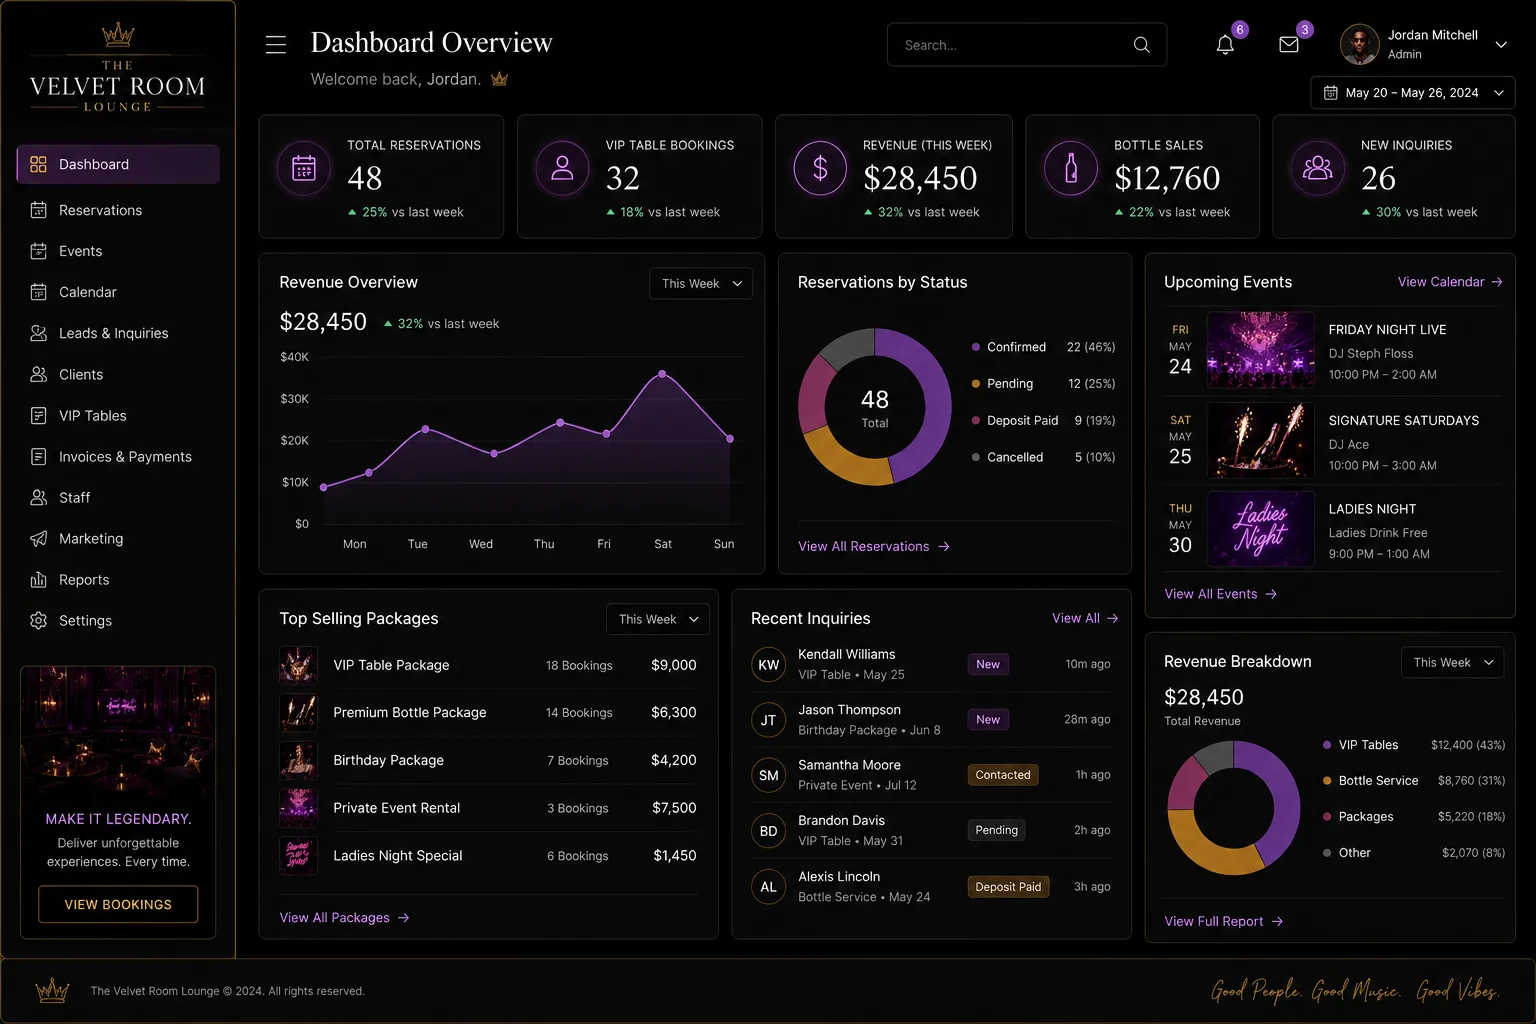 THE
VELVET ROOM
LOUNGE
Dashboard
Reservations
Events
Calendar
Leads & Inquiries
Clients
VIP Tables
Invoices & Payments
Staff
Marketing
Reports
Settings
MAKE IT LEGENDARY.
Deliver unforgettable
experiences. Every time.
VIEW BOOKINGS
Dashboard Overview
Welcome back, Jordan.
Search...
6
3
Jordan Mitchell
Admin
May 20 – May 26, 2024
TOTAL RESERVATIONS
48
25% vs last week
VIP TABLE BOOKINGS
32
18% vs last week
REVENUE (THIS WEEK)
$28,450
32% vs last week
BOTTLE SALES
$12,760
22% vs last week
NEW INQUIRIES
26
30% vs last week
Revenue Overview
This Week
$28,450 32% vs last week
$40K
$30K
$20K
$10K
$0
Mon Tue Wed Thu Fri Sat Sun
Reservations by Status
48
Total
Confirmed 22 (46%)
Pending 12 (25%)
Deposit Paid 9 (19%)
Cancelled 5 (10%)
View All Reservations →
Upcoming Events
View Calendar →
FRI
MAY
24
FRIDAY NIGHT LIVE
DJ Steph Floss
10:00 PM – 2:00 AM
SAT
MAY
25
SIGNATURE SATURDAYS
DJ Ace
10:00 PM – 3:00 AM
THU
MAY
30
Ladies
Night
LADIES NIGHT
Ladies Drink Free
9:00 PM – 1:00 AM
View All Events →
Top Selling Packages
This Week
VIP Table Package 18 Bookings $9,000
Premium Bottle Package 14 Bookings $6,300
Birthday Package 7 Bookings $4,200
Private Event Rental 3 Bookings $7,500
Ladies Night Special 6 Bookings $1,450
View All Packages →
Recent Inquiries
View All →
KW
Kendall Williams
VIP Table • May 25
New
10m ago
JT
Jason Thompson
Birthday Package • Jun 8
New
28m ago
SM
Samantha Moore
Private Event • Jul 12
Contacted
1h ago
BD
Brandon Davis
VIP Table • May 31
Pending
2h ago
AL
Alexis Lincoln
Bottle Service • May 24
Deposit Paid
3h ago
Revenue Breakdown
This Week
$28,450
Total Revenue
VIP Tables $12,400 (43%)
Bottle Service $8,760 (31%)
Packages $5,220 (18%)
Other $2,070 (8%)
View Full Report →
The Velvet Room Lounge © 2024. All rights reserved.
Good People. Good Music. Good Vibes.